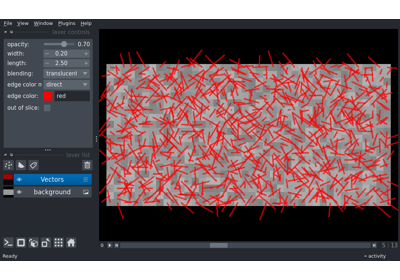 File View Window Plugins Help
layer controls
opacity: 0.70
width: 0.20
length: 2.50
blending: translucent
edge color m direct
edge color: red
out of slice:
layer list
Vectors
background
0 5 13
Ready activity